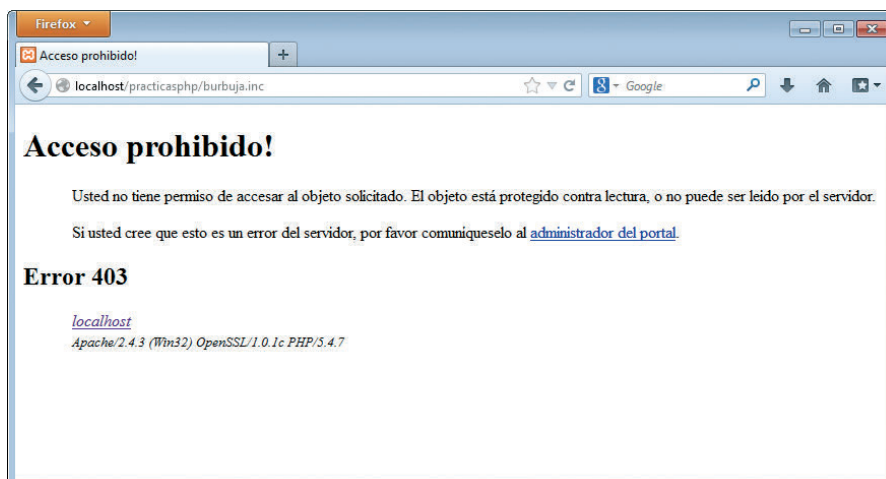 Firefox
Acceso prohibido!
localhost/practicasphp/burbuja.inc
Google
Acceso prohibido!
Usted no tiene permiso de accesar al objeto solicitado. El objeto está protegido contra lectura, o no puede ser leido por el servidor.
Si usted cree que esto es un error del servidor, por favor comuníqueselo al administrador del portal.
Error 403
localhost
Apache/2.4.3 (Win32) OpenSSL/1.0.1c PHP/5.4.7